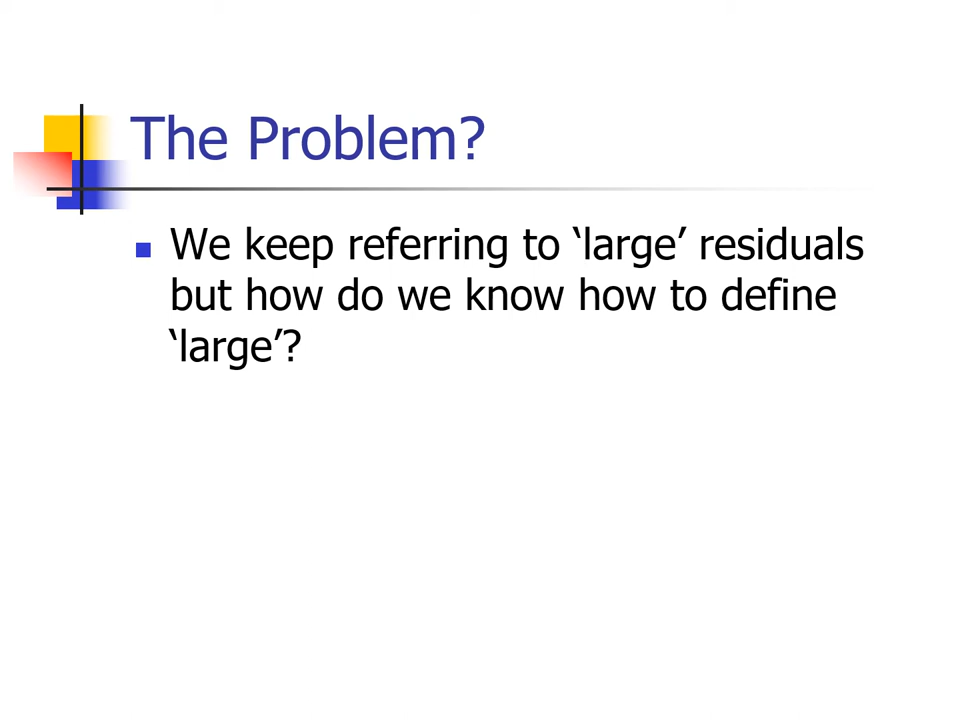 The Problem?
We keep referring to ‘large’ residuals
but how do we know how to define
‘large’?